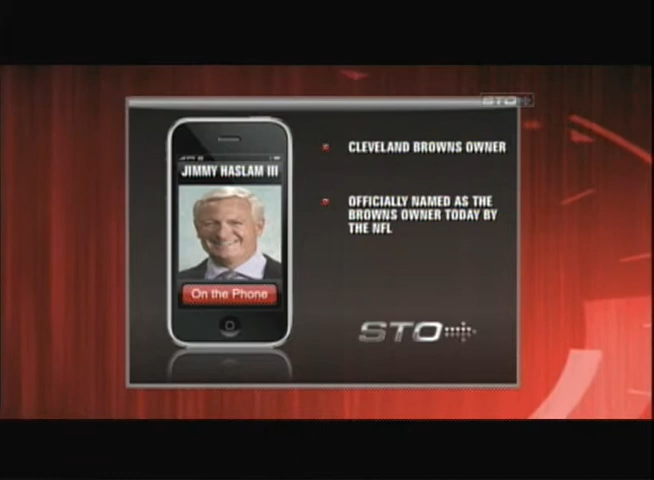 STO
JIMMY HASLAM III
On the Phone
CLEVELAND BROWNS OWNER
OFFICIALLY NAMED AS THE
BROWNS OWNER TODAY BY
THE NFL
STO